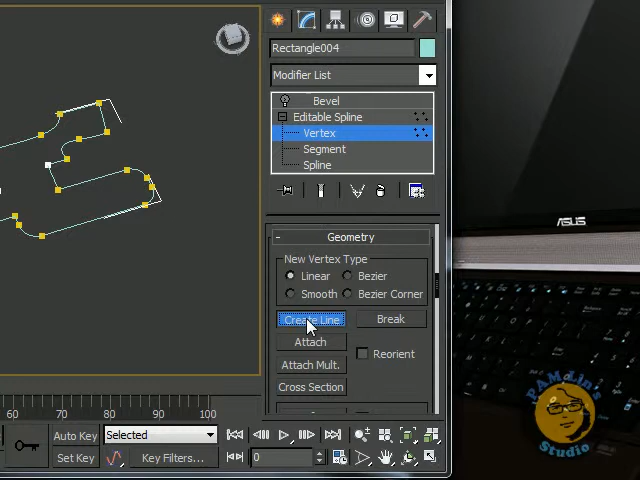 Rectangle004
Modifier List
Bevel
Editable Spline
Vertex
Segment
Spline
- Geometry
New Vertex Type
Linear Bezier
Smooth Bezier Corner
Create Line Break
Attach
Reorient
Attach Mult.
Cross Section
60 70 80 90 100
Auto Key Selected
Set Key Key Filters... 0
ASUS
PAM Lin's
Studio